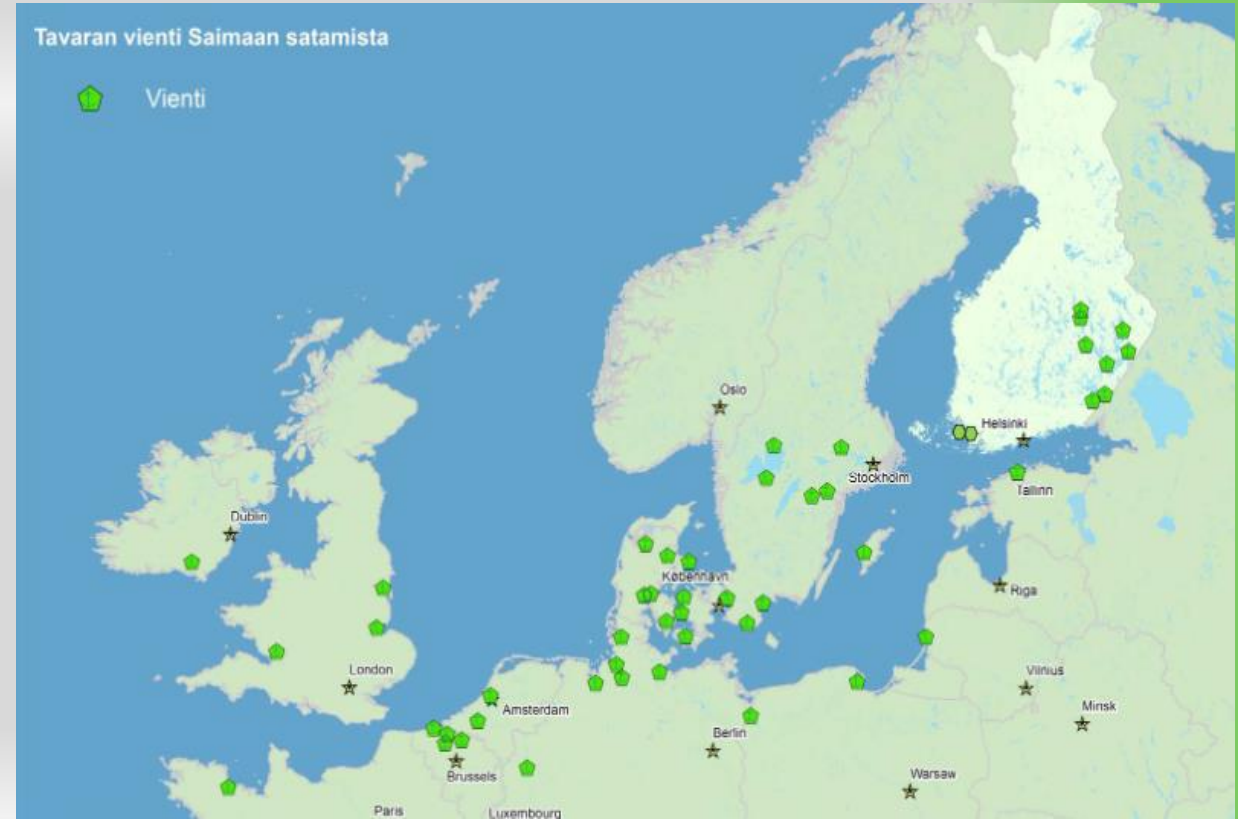 Tavaran vienti Saimaan satamista
Vienti
Oslo
Helsinki
Stockholm
Tallinn
Dublin
København
Riga
London
Vilnius
Amsterdam
Minsk
Berlin
Brussels
Warsaw
Paris
Luxembourg